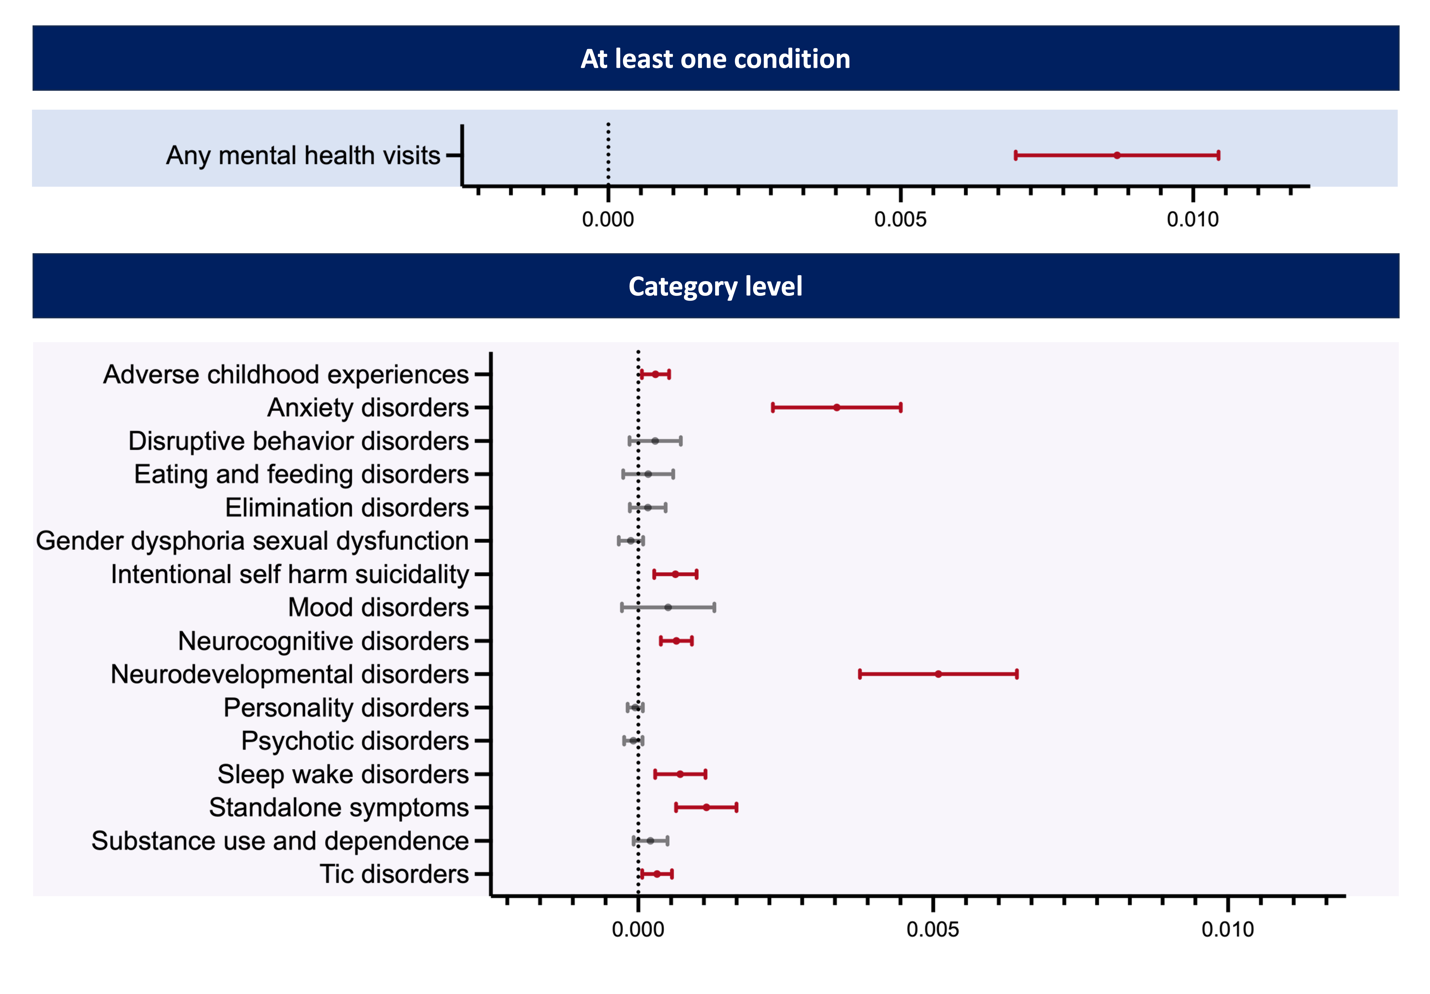 At least one condition
Any mental health visits
0.000 0.005 0.010
Category level
Adverse childhood experiences
Anxiety disorders
Disruptive behavior disorders
Eating and feeding disorders
Elimination disorders
Gender dysphoria sexual dysfunction
Intentional self harm suicidality
Mood disorders
Neurocognitive disorders
Neurodevelopmental disorders
Personality disorders
Psychotic disorders
Sleep wake disorders
Standalone symptoms
Substance use and dependence
Tic disorders
0.000 0.005 0.010